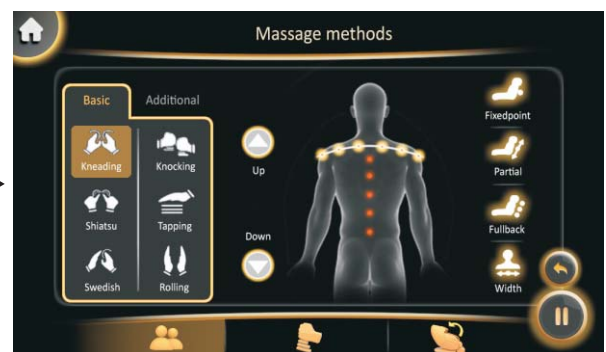 Massage methods
Basic
Additional
Kneading
Knocking
Shiatsu
Tapping
Swedish
Rolling
Up
Down
Fixedpoint
Partial
Fullback
Width